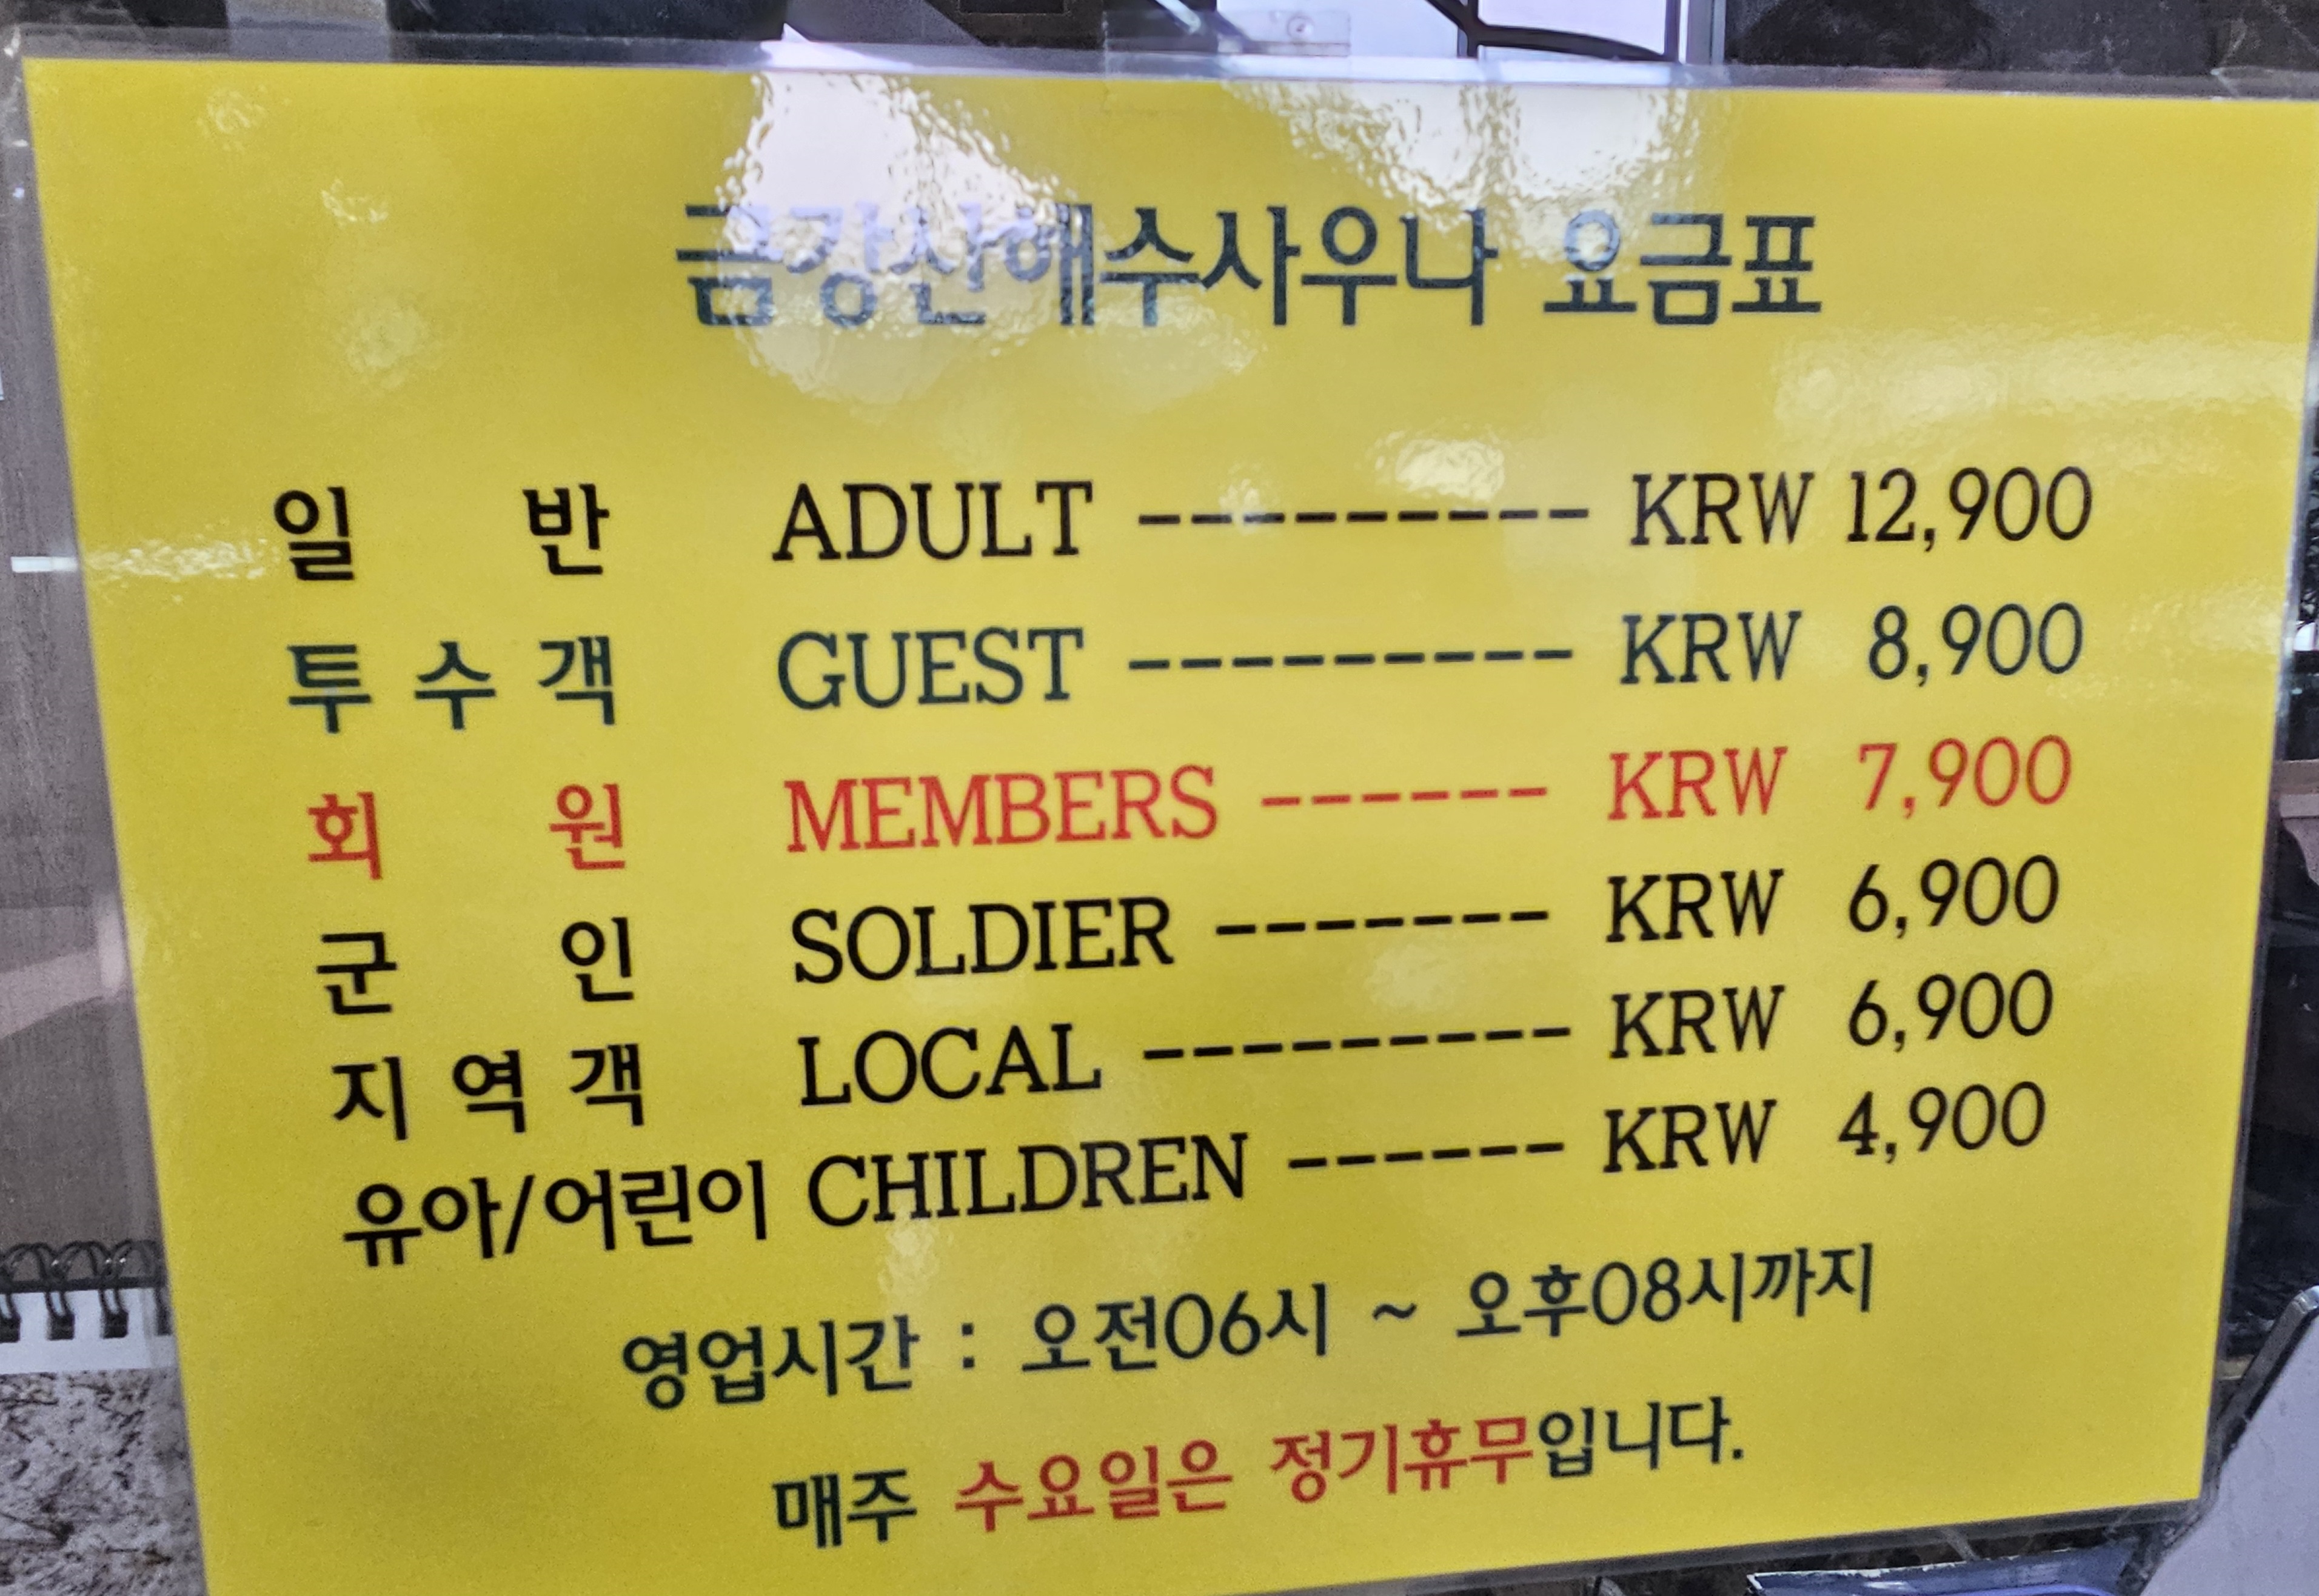 금강산해수사우나 요금표
일 반 ADULT ---------- KRW 12,900
투수객 GUEST ---------- KRW 8,900
회 원 MEMBERS ------ KRW 7,900
군 인 SOLDIER ------- KRW 6,900
지역객 LOCAL --------- KRW 6,900
유아/어린이 CHILDREN ------ KRW 4,900
영업시간 : 오전06시 ~ 오후08시까지
매주 수요일은 정기휴무입니다.